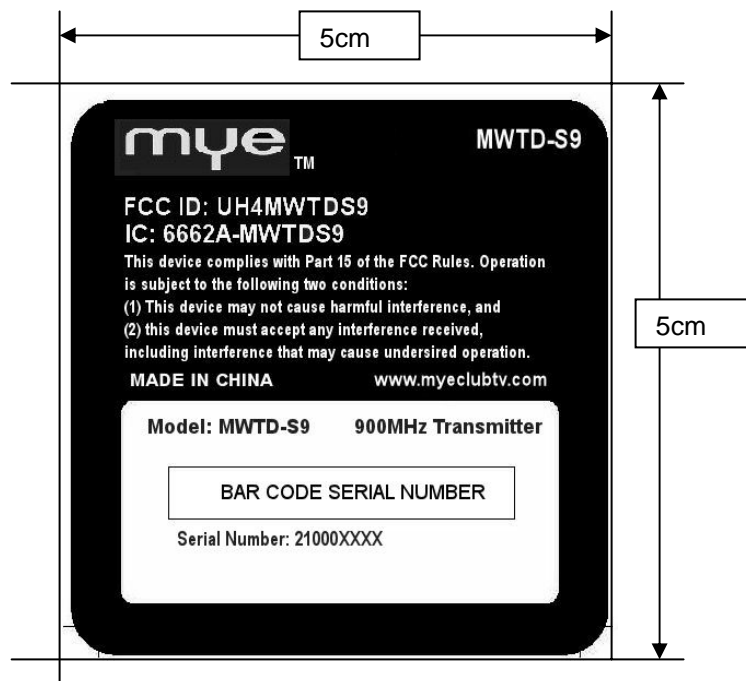 5cm
mye TM MWTD-S9
FCC ID: UH4MWTDS9
IC: 6662A-MWTDS9
This device complies with Part 15 of the FCC Rules. Operation
is subject to the following two conditions:
(1) This device may not cause harmful interference, and
(2) this device must accept any interference received,
including interference that may cause undersired operation.
MADE IN CHINA www.myeclubtv.com
5cm
Model: MWTD-S9 900MHz Transmitter
BAR CODE SERIAL NUMBER
Serial Number: 21000XXXX